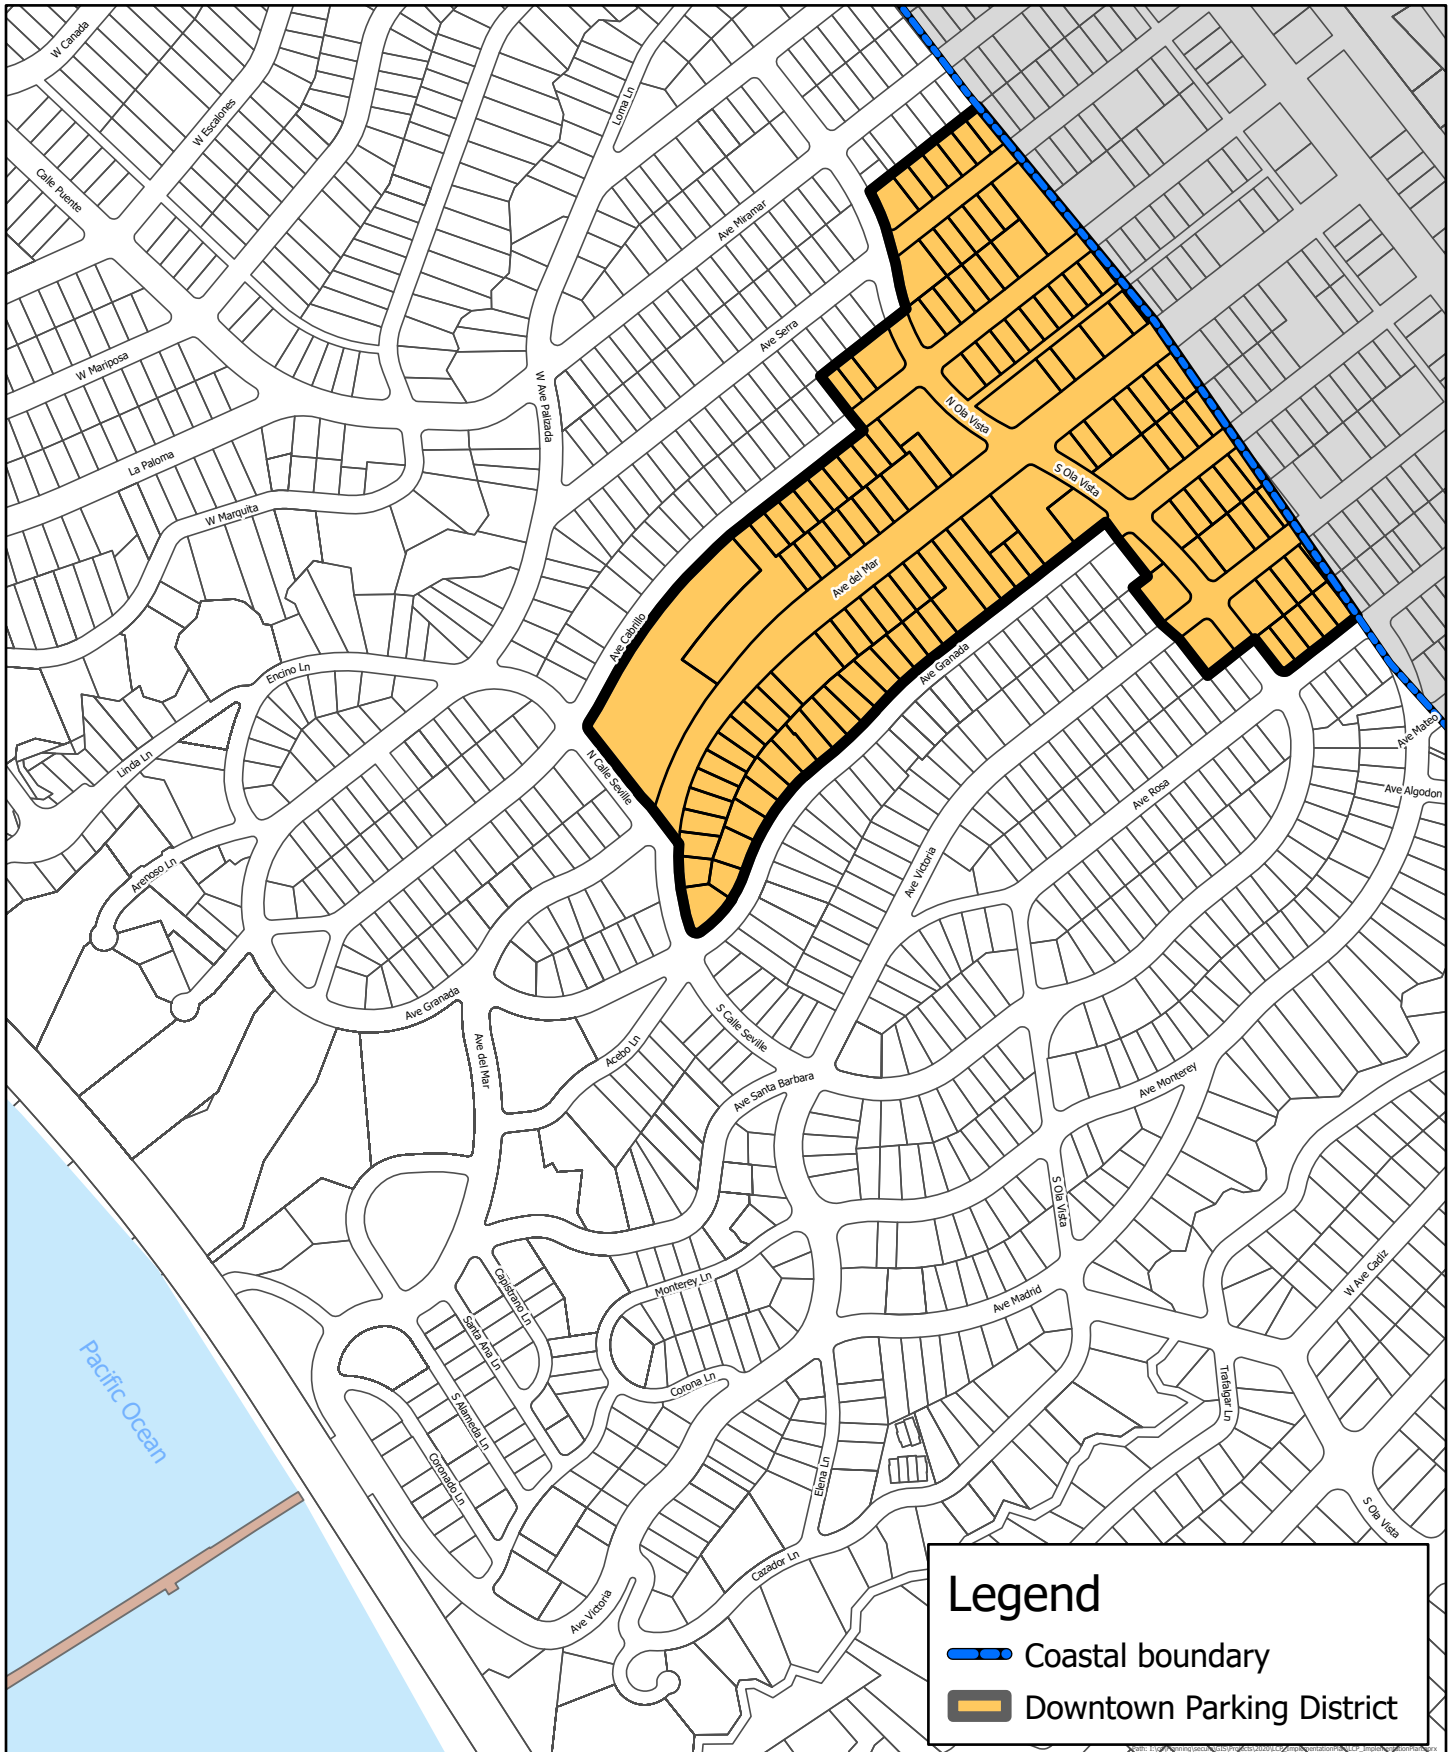 W Canada
W Escalones
Loma Ln
Calle Puente
Ave Miramar
Ave Serra
W Mariposa
W Ave Palizada
N Ola Vista
La Paloma
S Ola Vista
W Marquita
Ave del Mar
Ave Cabrillo
Ave Granada
Encino Ln
Ave Mateo
Linda Ln
N Calle Seville
Ave Rosa
Ave Algodon
Arenoso Ln
Ave Victoria
Ave Granada
S Calle Seville
Acebo Ln
Ave del Mar
Ave Santa Barbara
Ave Monterey
S Ola Vista
W Ave Cadiz
Capistrano Ln
Monterey Ln
Ave Madrid
Santa Ana Ln
Pacific Ocean
Corona Ln
Trafalgar Ln
S Alameda Ln
Coronado Ln
Elena Ln
S Ola Vista
Cazador Ln
Ave Victoria
Legend
Coastal boundary
Downtown Parking District